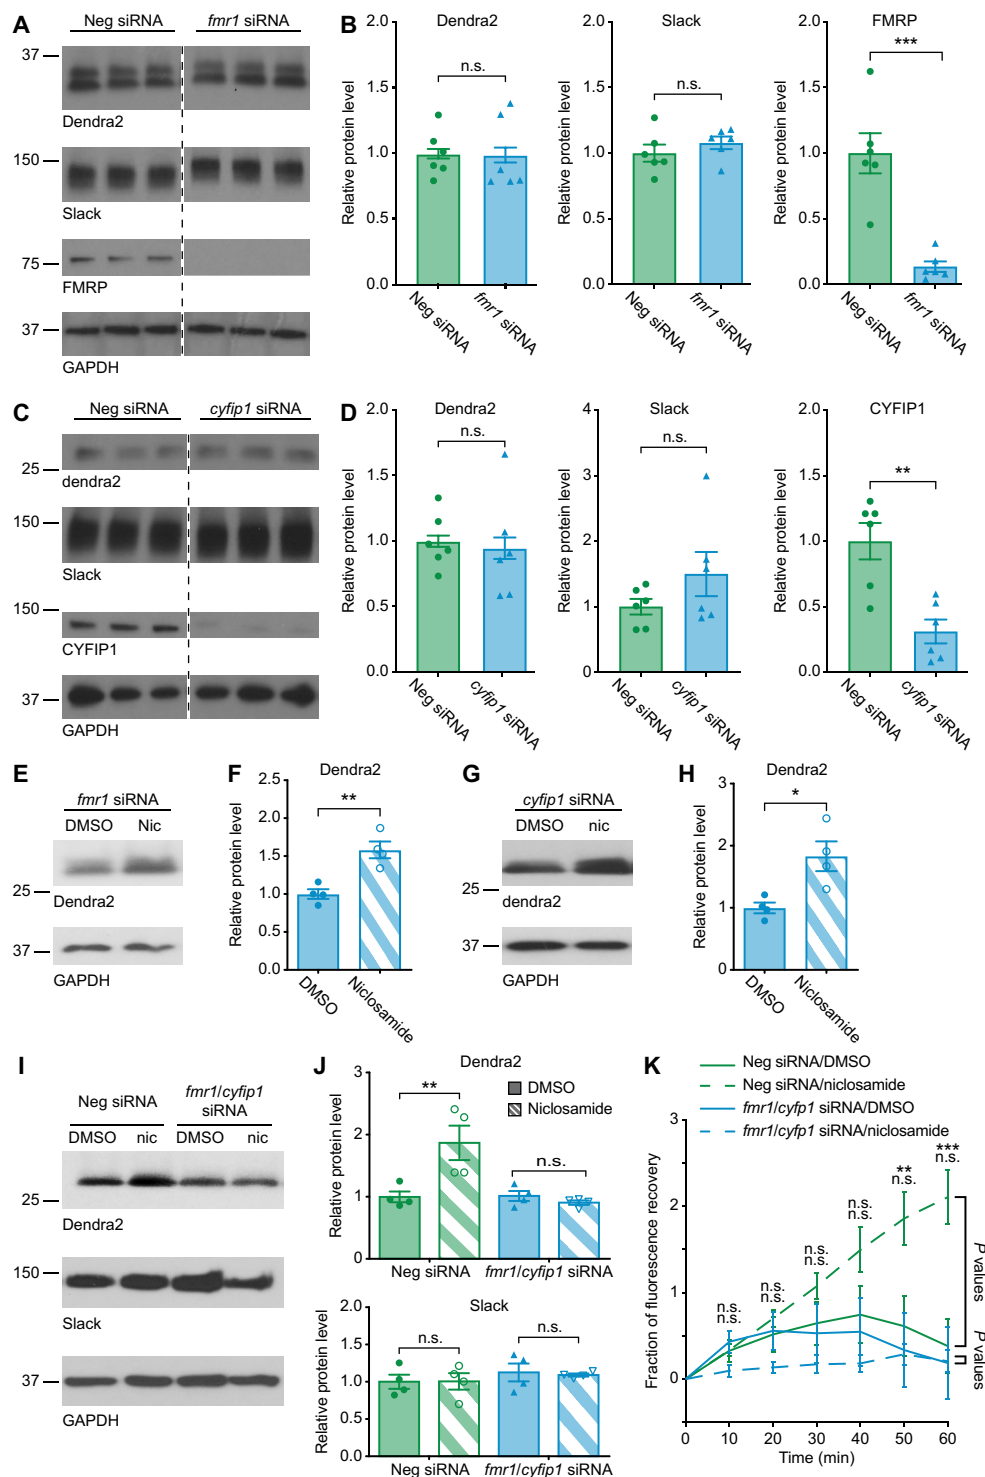 A
Neg siRNA
fmr1 siRNA
37
Dendra2
150
Slack
75
FMRP
37
GAPDH
B
Dendra2
Relative protein level
2.0
1.5
1.0
0.5
0.0
n.s.
Neg siRNA
fmr1 siRNA
Slack
Relative protein level
2.0
1.5
1.0
0.5
0.0
n.s.
Neg siRNA
fmr1 siRNA
FMRP
Relative protein level
2.0
1.5
1.0
0.5
0.0
***
Neg siRNA
fmr1 siRNA
C
Neg siRNA
cyfip1 siRNA
25
dendra2
150
Slack
150
CYFIP1
37
GAPDH
D
Dendra2
Relative protein level
2.0
1.5
1.0
0.5
0.0
n.s.
Neg siRNA
cyfip1 siRNA
Slack
Relative protein level
4
3
2
1
0
n.s.
Neg siRNA
cyfip1 siRNA
CYFIP1
Relative protein level
2.0
1.5
1.0
0.5
0.0
**
Neg siRNA
cyfip1 siRNA
E
fmr1 siRNA
DMSO Nic
25
Dendra2
37
GAPDH
F
Dendra2
Relative protein level
2.5
2.0
1.5
1.0
0.5
0.0
**
DMSO
Niclosamide
G
cyfip1 siRNA
DMSO nic
25
dendra2
37
GAPDH
H
Dendra2
Relative protein level
3
2
1
0
*
DMSO
Niclosamide
I
Neg siRNA
fmr1/cyfip1
siRNA
DMSO nic DMSO nic
25
Dendra2
150
Slack
37
GAPDH
J
Dendra2
DMSO
Niclosamide
Relative protein level
3
2
1
0
**
n.s.
Neg siRNA
fmr1/cyfip1 siRNA
Slack
Relative protein level
2.0
1.5
1.0
0.5
0.0
n.s.
n.s.
Neg siRNA
fmr1/cyfip1 siRNA
K
Neg siRNA/DMSO
Neg siRNA/niclosamide
fmr1/cyfp1 siRNA/DMSO
fmr1/cyfp1 siRNA/niclosamide
Fraction of fluorescence recovery
3
2
1
0
n.s.
n.s.
n.s.
n.s.
n.s.
n.s.
n.s.
n.s.
**
n.s.
***
n.s.
P values
P values
0 10 20 30 40 50 60
Time (min)